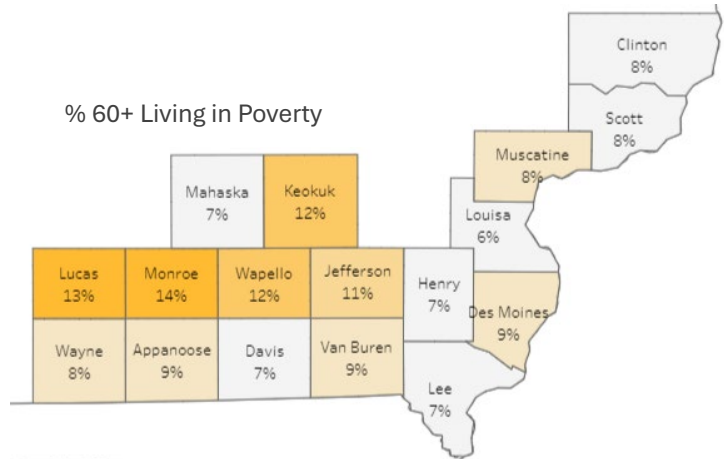 Clinton
8%
Scott
8%
% 60+ Living in Poverty
Muscatine
8%
Mahaska
7%
Keokuk
12%
Louisa
6%
Lucas
13%
Monroe
14%
Wapello
12%
Jefferson
11%
Henry
7%
Des Moines
9%
Wayne
8%
Appanoose
9%
Davis
7%
Van Buren
9%
Lee
7%